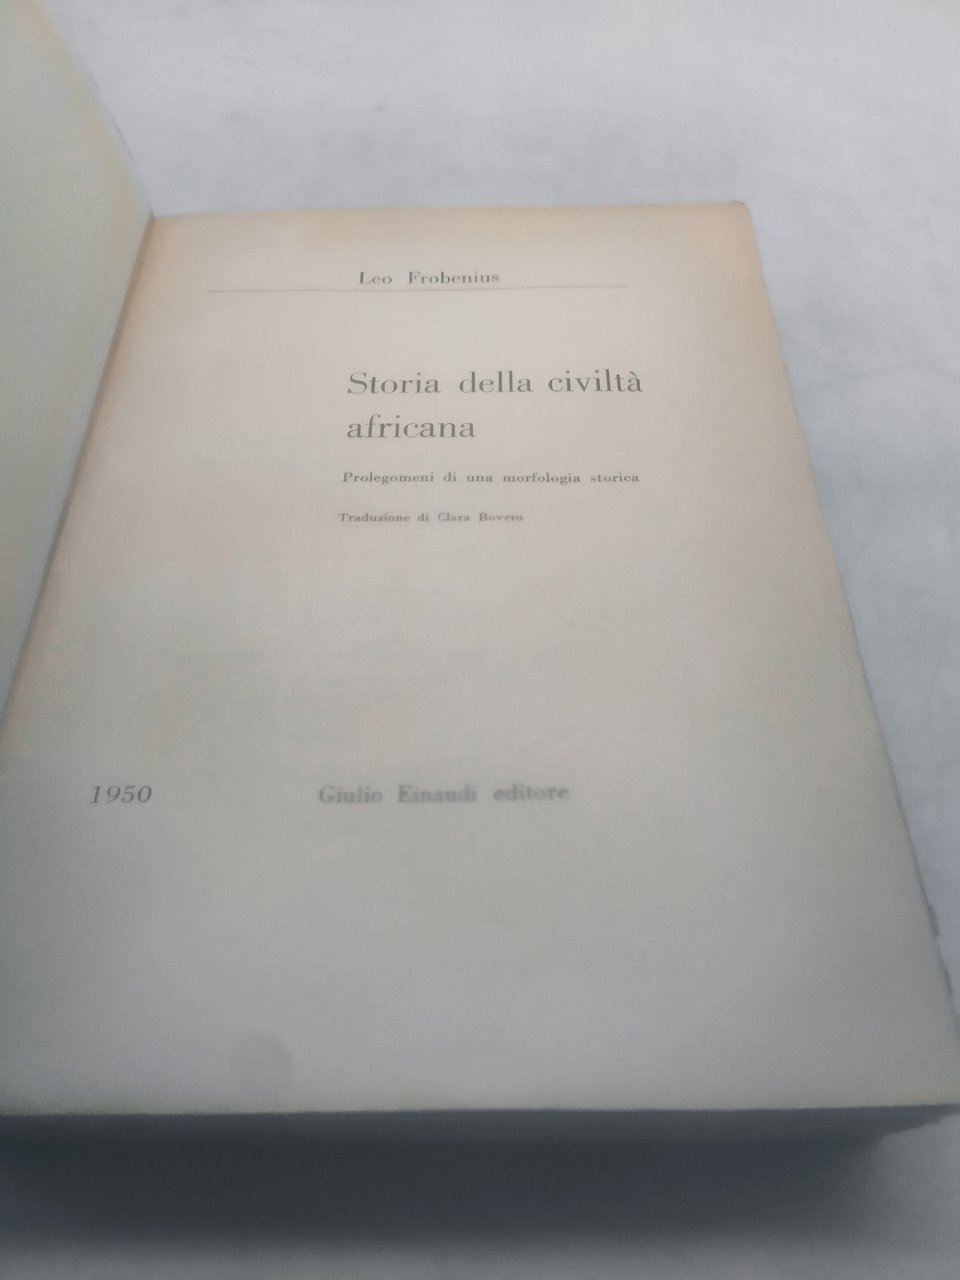 Leo Frobenius
Storia della civiltà
africana
Prolegomeni di una morfologia storica
Traduzione di Clara Bovero
1950 Giulio Einaudi editore